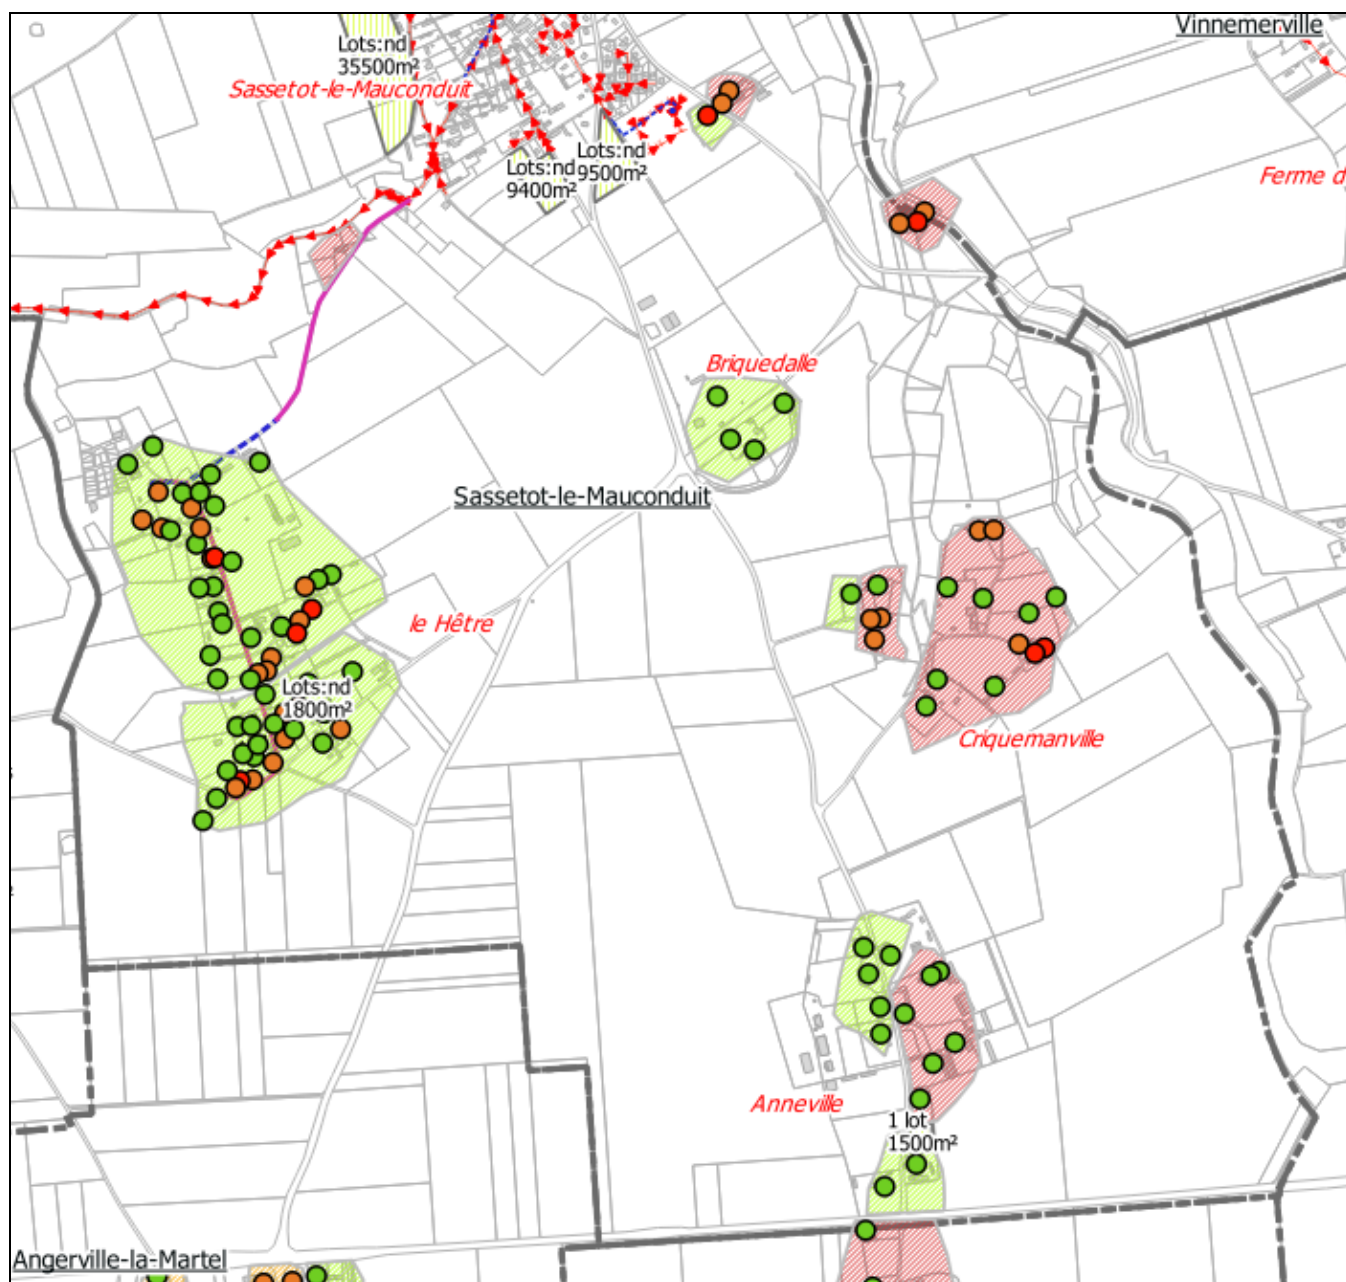 Vinnemerville
Lots:nd
35500m²
Sassetot-le-Mauconduit
Lots:nd
9500m²
Lots:nd
9400m²
Ferme d
Briquedalle
Sassetot-le-Mauconduit
le Hêtre
Lots:nd
1800m²
Criquemanville
Anneville
1 lot
1500m²
Angerville-la-Martel